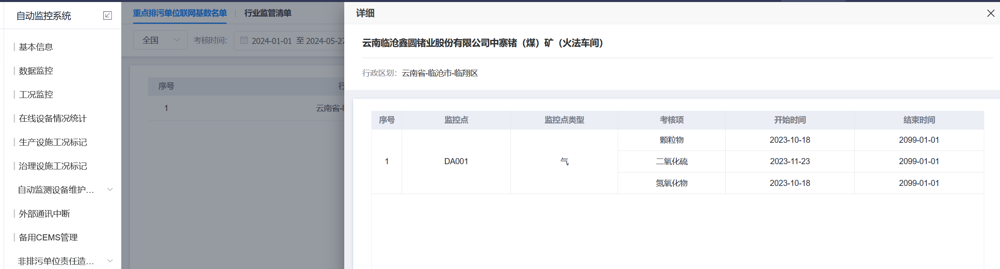 自动监控系统
基本信息
数据监控
工况监控
在线设备情况统计
生产设施工况标记
治理设施工况标记
自动监测设备维护…
外部通讯中断
备用CEMS管理
非排污单位责任造…
重点排污单位联网基数名单
行业监管清单
全国
考核时间:
2024-01-01 至 2024-05-27
序号
1
云南省-
详细
云南临沧鑫圆锗业股份有限公司中寨锗（煤）矿（火法车间）
行政区划: 云南省-临沧市-临翔区
序号 监控点 监控点类型 考核项 开始时间 结束时间
颗粒物 2023-10-18 2099-01-01
1 DA001 气 二氧化硫 2023-11-23 2099-01-01
氮氧化物 2023-10-18 2099-01-01